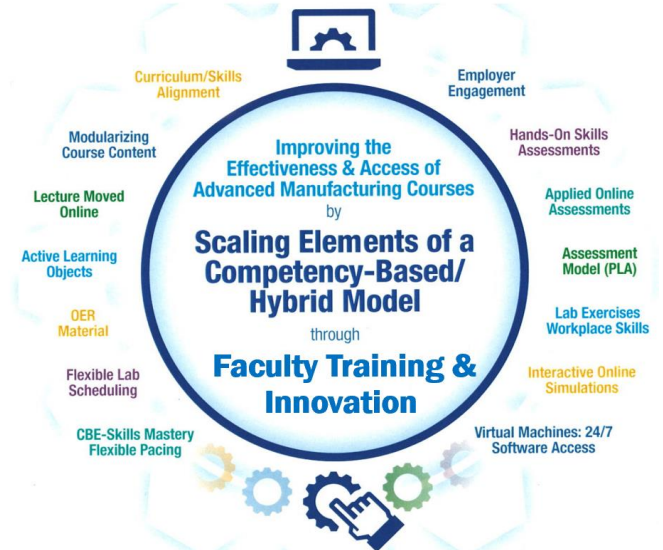 Curriculum/Skills
Alignment
Modularizing
Course Content
Lecture Moved
Online
Active Learning
Objects
OER
Material
Flexible Lab
Scheduling
CBE-Skills Mastery
Flexible Pacing
Improving the
Effectiveness & Access of
Advanced Manufacturing Courses
by
Scaling Elements of a
Competency-Based/
Hybrid Model
through
Faculty Training &
Innovation
Employer
Engagement
Hands-On Skills
Assessments
Applied Online
Assessments
Assessment
Model (PLA)
Lab Exercises
Workplace Skills
Interactive Online
Simulations
Virtual Machines: 24/7
Software Access